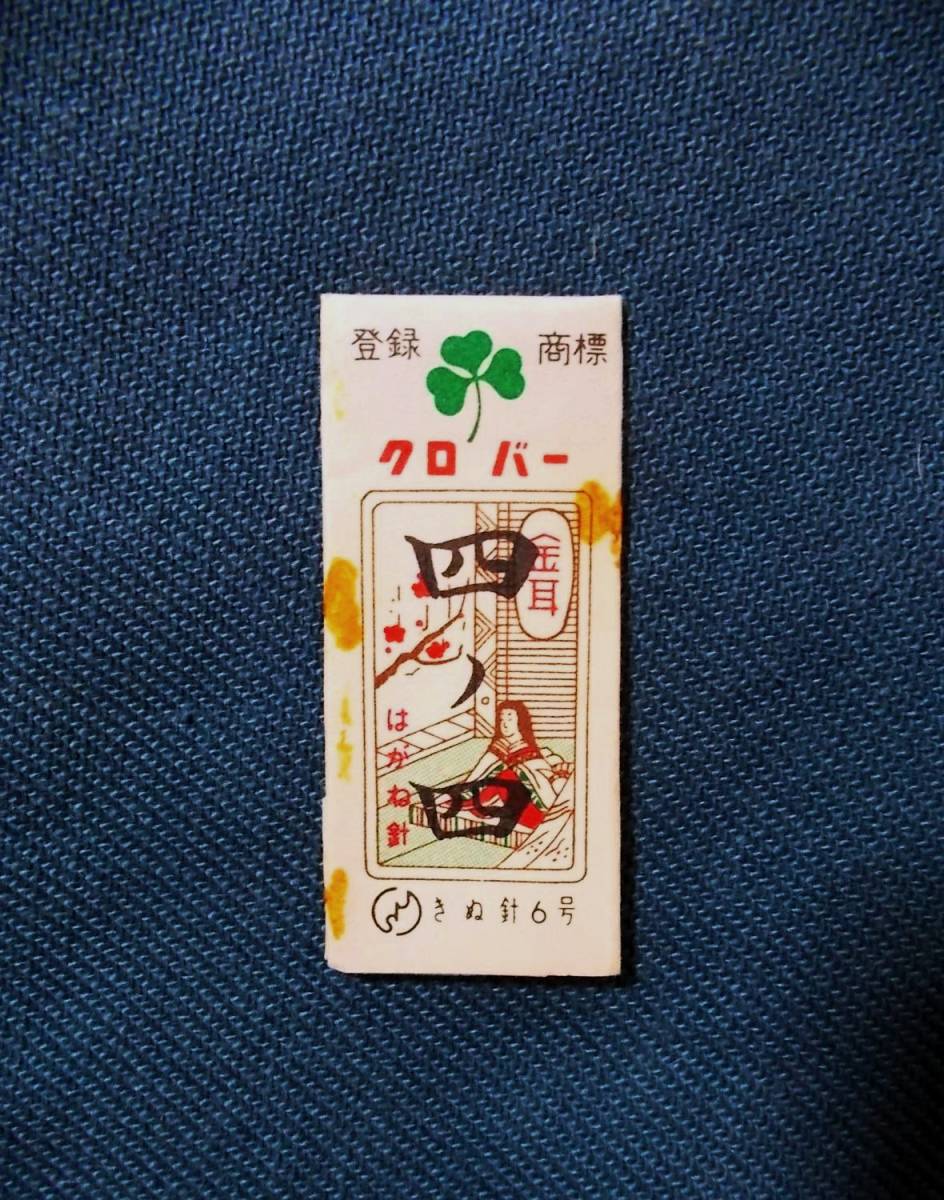 登録 商標
クロバー
金耳
四ノ四
はがね針
きぬ針6号